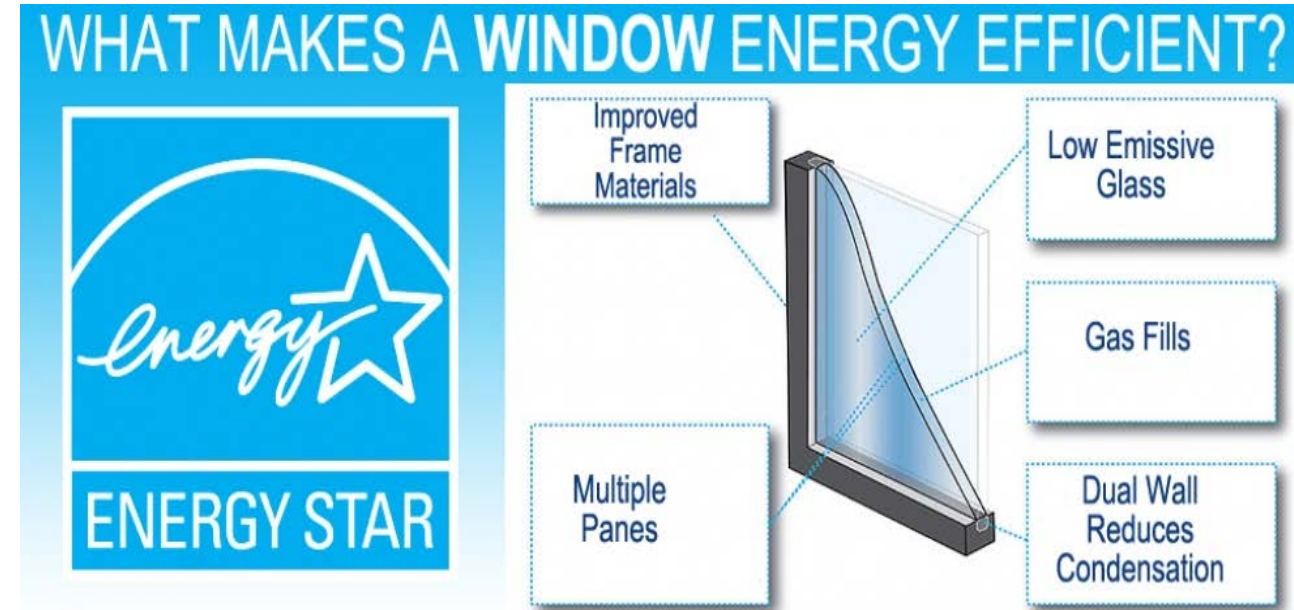 WHAT MAKES A WINDOW ENERGY EFFICIENT?
energy
ENERGY STAR
Improved
Frame
Materials
Multiple
Panes
Low Emissive
Glass
Gas Fills
Dual Wall
Reduces
Condensation